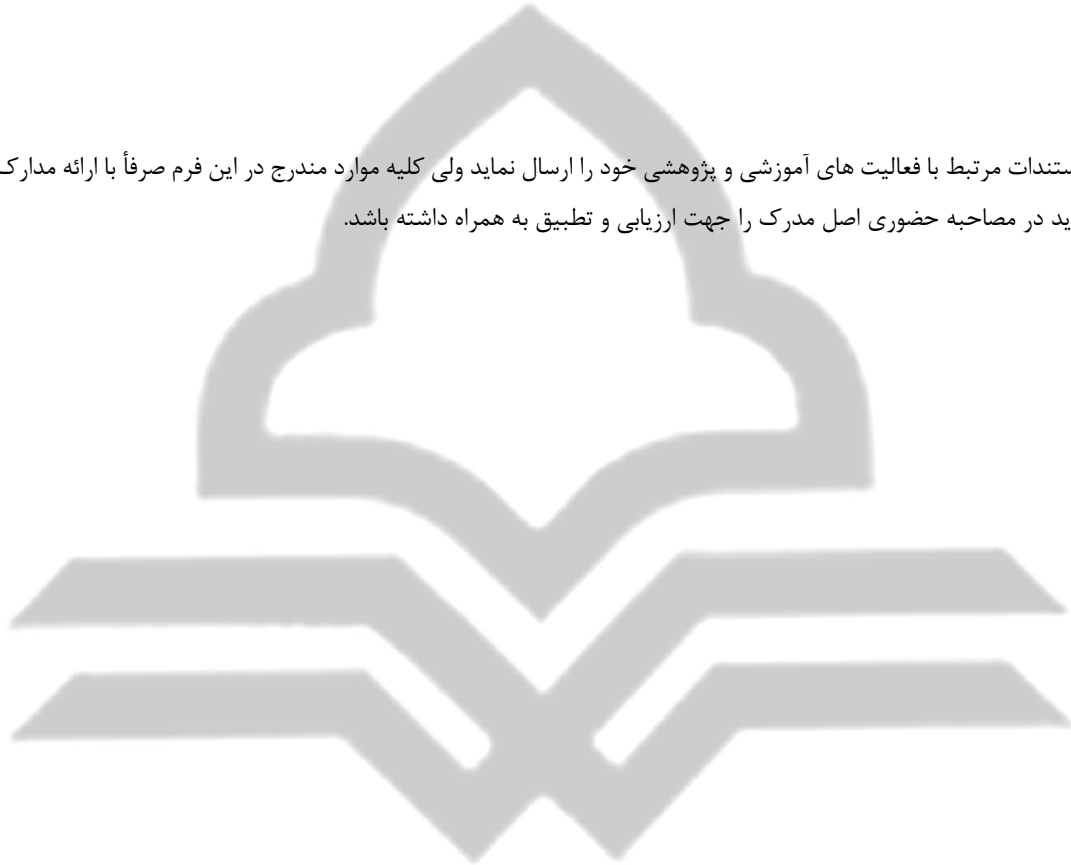 ستندات مرتبط با فعالیت های آموزشی و پژوهشی خود را ارسال نماید ولی کلیه موارد مندرج در این فرم صرفأ با ارائه مدارک
ید در مصاحبه حضوری اصل مدرک را جهت ارزیابی و تطبیق به همراه داشته باشد.